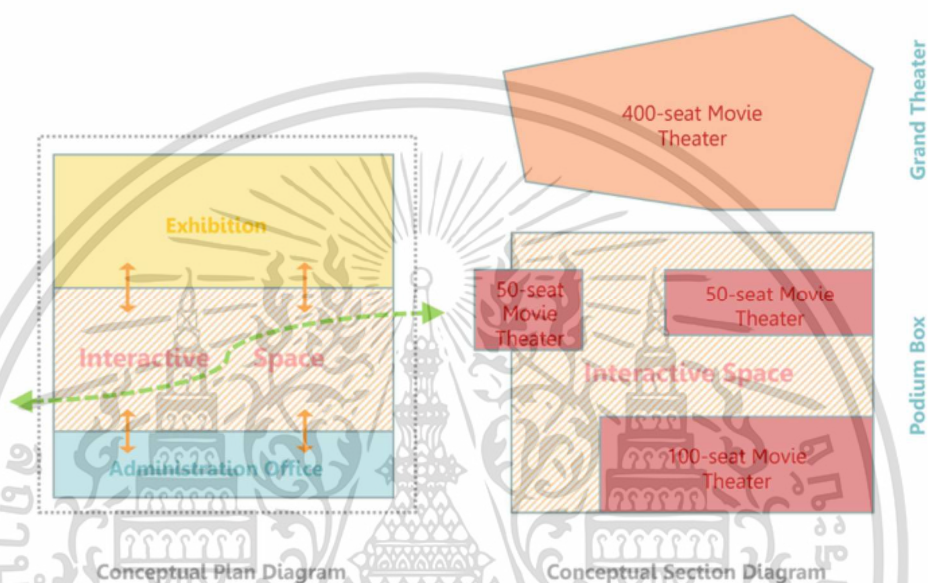 Exhibition
Interactive Space
Administration Office
Conceptual Plan Diagram
400-seat Movie
Theater
50-seat
Movie
Theater
50-seat Movie
Theater
Interactive Space
100-seat Movie
Theater
Conceptual Section Diagram
Grand Theater
Podium Box